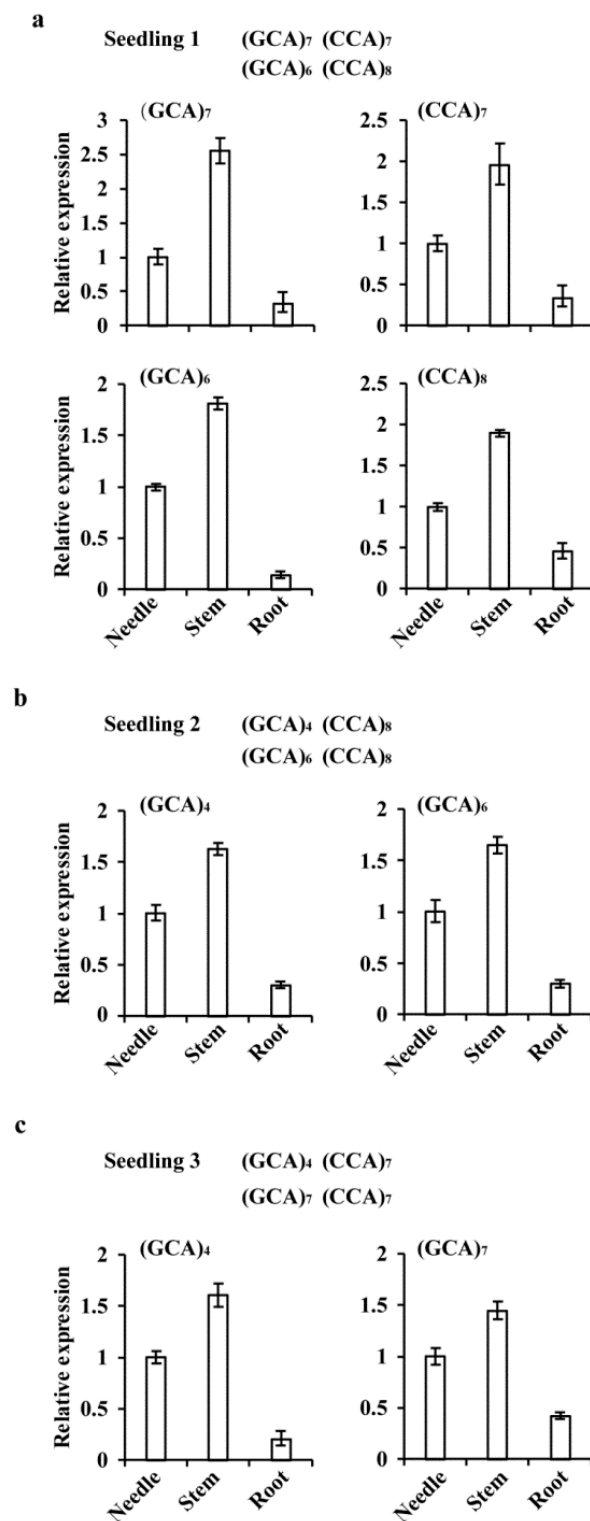 a
Seedling 1 (GCA)₇ (CCA)₇
(GCA)₆ (CCA)₈
(GCA)₇
Relative expression
3
2.5
2
1.5
1
0.5
0
(CCA)₇
2.5
2
1.5
1
0.5
0
(GCA)₆
Relative expression
2
1.5
1
0.5
0
Needle
Stem
Root
(CCA)₈
2.5
2
1.5
1
0.5
0
Needle
Stem
Root
b
Seedling 2 (GCA)₄ (CCA)₈
(GCA)₆ (CCA)₈
(GCA)₄
Relative expression
2
1.5
1
0.5
0
Needle
Stem
Root
(GCA)₆
2
1.5
1
0.5
0
Needle
Stem
Root
c
Seedling 3 (GCA)₄ (CCA)₇
(GCA)₇ (CCA)₇
(GCA)₄
Relative expression
2
1.5
1
0.5
0
Needle
Stem
Root
(GCA)₇
2
1.5
1
0.5
0
Needle
Stem
Root